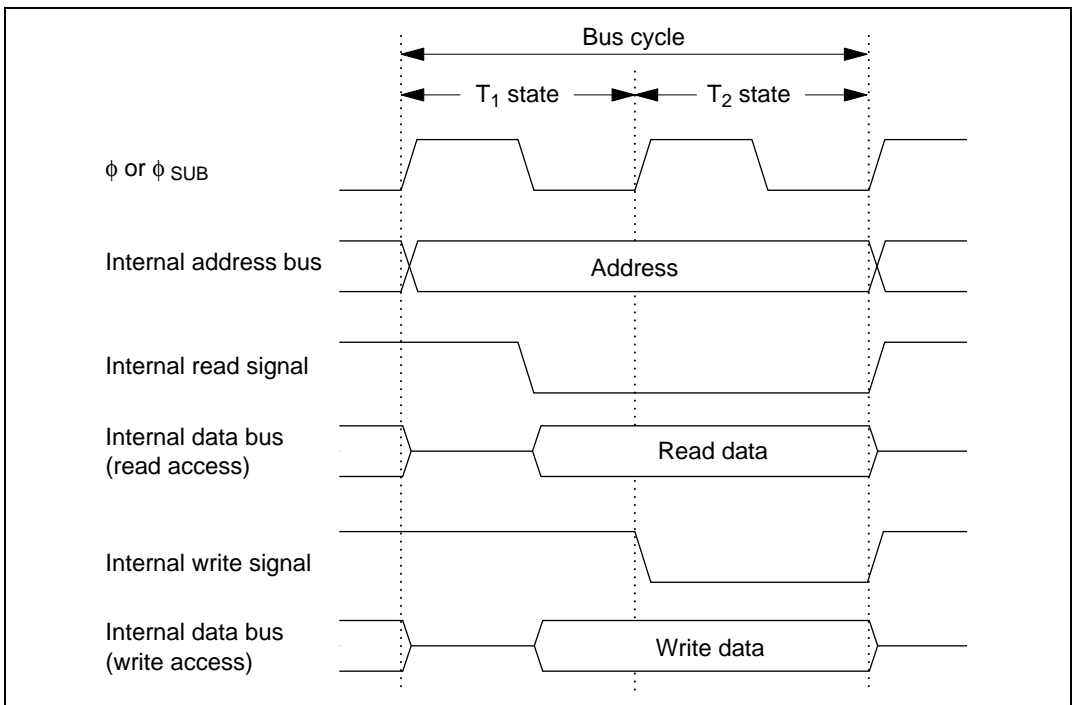 Bus cycle
T₁ state
T₂ state
ϕ or ϕ SUB
Internal address bus
Address
Internal read signal
Internal data bus
(read access)
Read data
Internal write signal
Internal data bus
(write access)
Write data